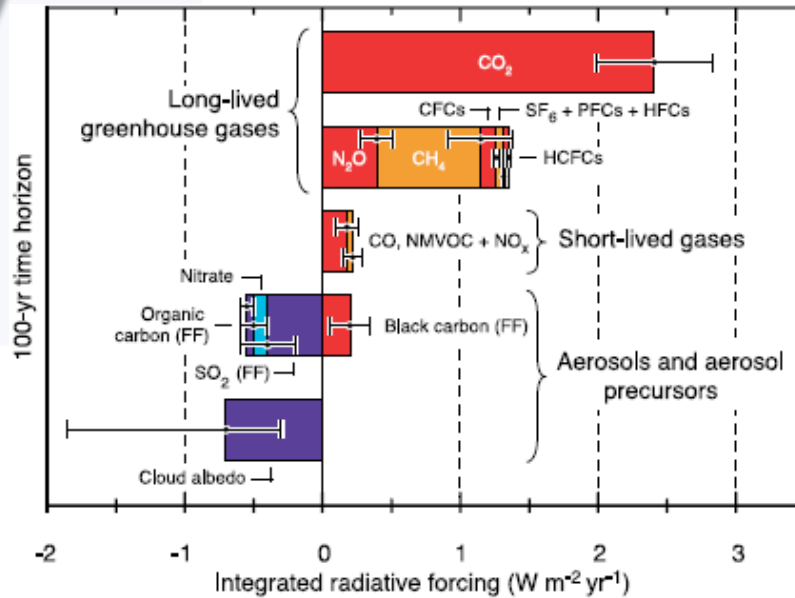 CO₂
Long-lived
greenhouse gases
CFCs
SF₆ + PFCs + HFCs
N₂O
CH₄
HCFCs
CO, NMVOC + NOₓ
Short-lived gases
100-yr time horizon
Nitrate
Organic
carbon (FF)
SO₂ (FF)
Black carbon (FF)
Aerosols and aerosol
precursors
Cloud albedo
-2 -1 0 1 2 3
Integrated radiative forcing (W m⁻² yr⁻¹)